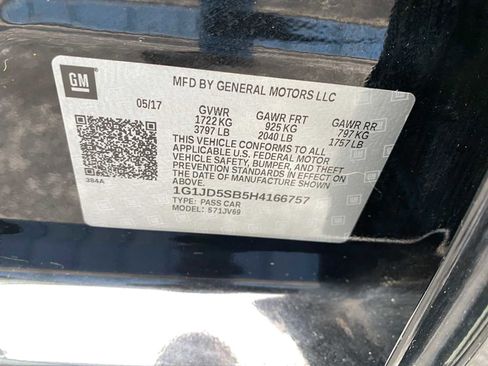 GM
MFD BY GENERAL MOTORS LLC
05/17 GVWR GAWR FRT GAWR RR
1722 KG 925 KG 797 KG
3797 LB 2040 LB 1757 LB
THIS VEHICLE CONFORMS TO ALL
APPLICABLE U.S. FEDERAL MOTOR
VEHICLE SAFETY, BUMPER, AND THEFT
PREVENTION STANDARDS IN EFFECT
ON THE DATE OF MANUFACTURE SHOWN
ABOVE.
384A
1G1JD5SB5H4166757
TYPE: PASS CAR
MODEL: 571JV69